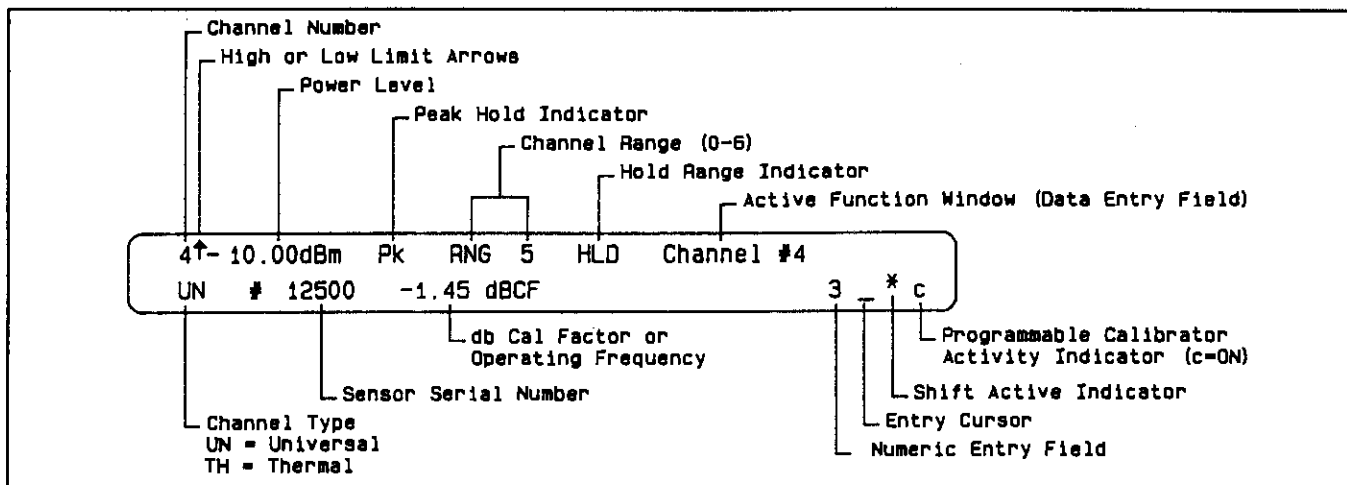 Channel Number
High or Low Limit Arrows
Power Level
Peak Hold Indicator
Channel Range (0-6)
Hold Range Indicator
Active Function Window (Data Entry Field)
4↑- 10.00dBm Pk RNG 5 HLD Channel #4
UN # 12500 -1.45 dBCF 3 _ * c
db Cal Factor or
Operating Frequency
Programmable Calibrator
Activity Indicator (c=ON)
Sensor Serial Number
Shift Active Indicator
Channel Type
UN = Universal
TH = Thermal
Entry Cursor
Numeric Entry Field